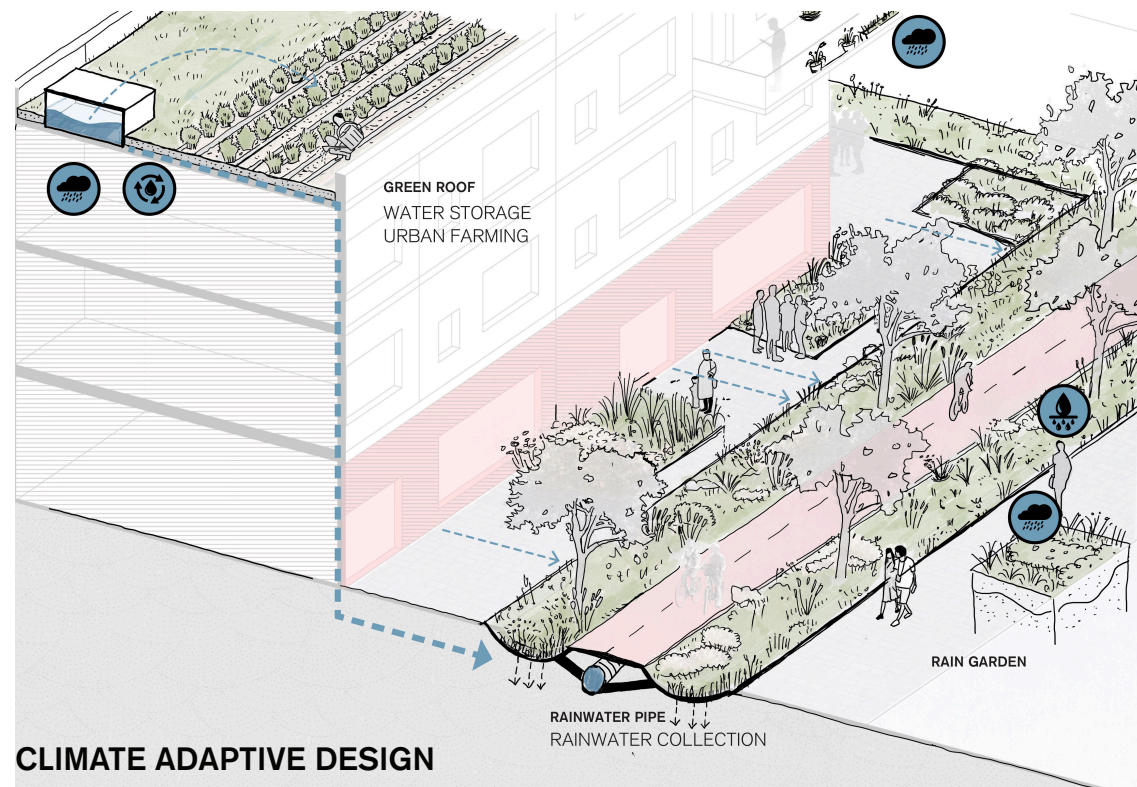 GREEN ROOF
WATER STORAGE
URBAN FARMING
RAIN GARDEN
RAINWATER PIPE
RAINWATER COLLECTION
CLIMATE ADAPTIVE DESIGN